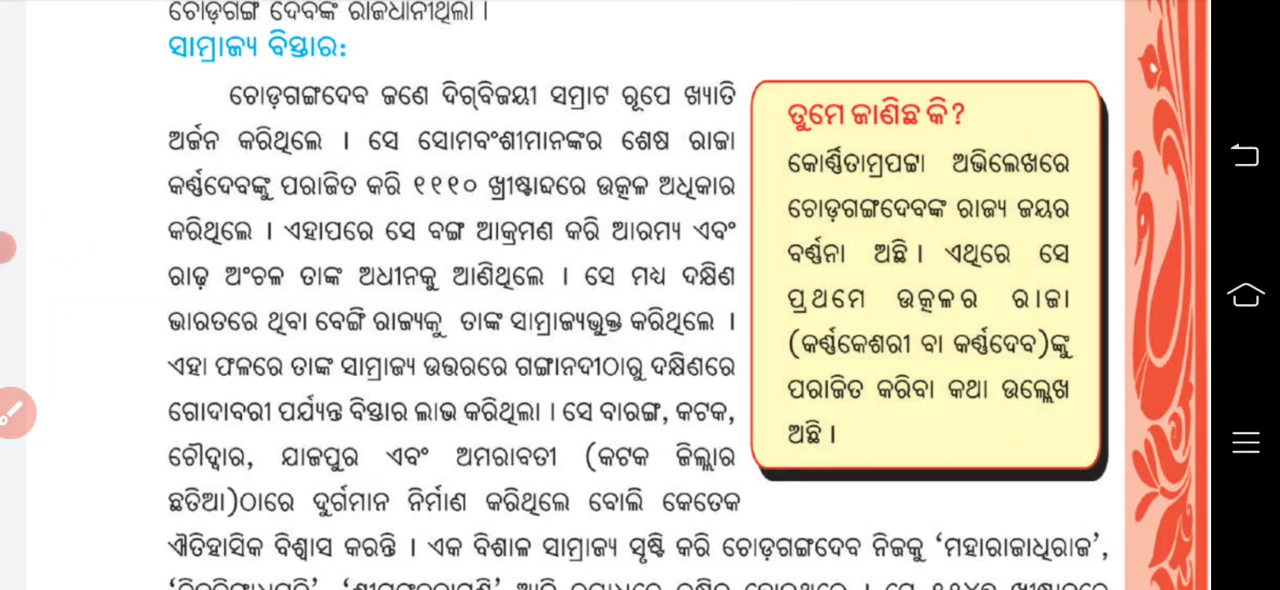 ଚୋଡ଼ଗଙ୍ଗ ଦେବଙ୍କ ରାଜଧାନୀଥିଲା ।
ସାମ୍ରାଜ୍ୟ ବିସ୍ତାର:
ଚୋଡ଼ଗଙ୍ଗଦେବ ଜଣେ ଦିଗ୍‌ବିଜୟୀ ସମ୍ରାଟ ରୂପେ ଖ୍ୟାତି
ଅର୍ଜନ କରିଥିଲେ । ସେ ସୋମବଂଶୀମାନଙ୍କର ଶେଷ ରାଜା
କର୍ଣ୍ଣଦେବଙ୍କୁ ପରାଜିତ କରି ୧୧୧୦ ଖ୍ରୀଷ୍ଟାବ୍ଦରେ ଉତ୍କଳ ଅଧିକାର
କରିଥିଲେ । ଏହାପରେ ସେ ବଙ୍ଗ ଆକ୍ରମଣ କରି ଆରମ୍ୟ ଏବଂ
ରାଢ଼ ଅଂଚଳ ତାଙ୍କ ଅଧୀନକୁ ଆଣିଥିଲେ । ସେ ମଧ୍ୟ ଦକ୍ଷିଣ
ଭାରତରେ ଥିବା ବେଙ୍ଗି ରାଜ୍ୟକୁ ତାଙ୍କ ସାମ୍ରାଜ୍ୟଭୁକ୍ତ କରିଥିଲେ ।
ଏହା ଫଳରେ ତାଙ୍କ ସାମ୍ରାଜ୍ୟ ଉତ୍ତରରେ ଗଙ୍ଗାନଦୀଠାରୁ ଦକ୍ଷିଣରେ
ଗୋଦାବରୀ ପର୍ଯ୍ୟନ୍ତ ବିସ୍ତାର ଲାଭ କରିଥିଲା । ସେ ବାରଙ୍ଗ, କଟକ,
ଚୌଦ୍ୱାର, ଯାଜପୁର ଏବଂ ଅମରାବତୀ (କଟକ ଜିଲ୍ଲାର
ଛତିଆ)ଠାରେ ଦୁର୍ଗମାନ ନିର୍ମାଣ କରିଥିଲେ ବୋଲି କେତେକ
ଐତିହାସିକ ବିଶ୍ୱାସ କରନ୍ତି । ଏକ ବିଶାଳ ସାମ୍ରାଜ୍ୟ ସୃଷ୍ଟି କରି ଚୋଡ଼ଗଙ୍ଗଦେବ ନିଜକୁ ‘ମହାରାଜାଧିରାଜ’,
ତୁମେ ଜାଣିଛ କି?
କୋର୍ଣ୍ଣିତାମ୍ରପଟ୍ଟା ଅଭିଲେଖରେ
ଚୋଡ଼ଗଙ୍ଗଦେବଙ୍କ ରାଜ୍ୟ ଜୟର
ବର୍ଣ୍ଣନା ଅଛି । ଏଥିରେ ସେ
ପ୍ରଥମେ ଉତ୍କଳର ରାଜା
(କର୍ଣ୍ଣକେଶରୀ ବା କର୍ଣ୍ଣଦେବ)ଙ୍କୁ
ପରାଜିତ କରିବା କଥା ଉଲ୍ଲେଖ
ଅଛି ।